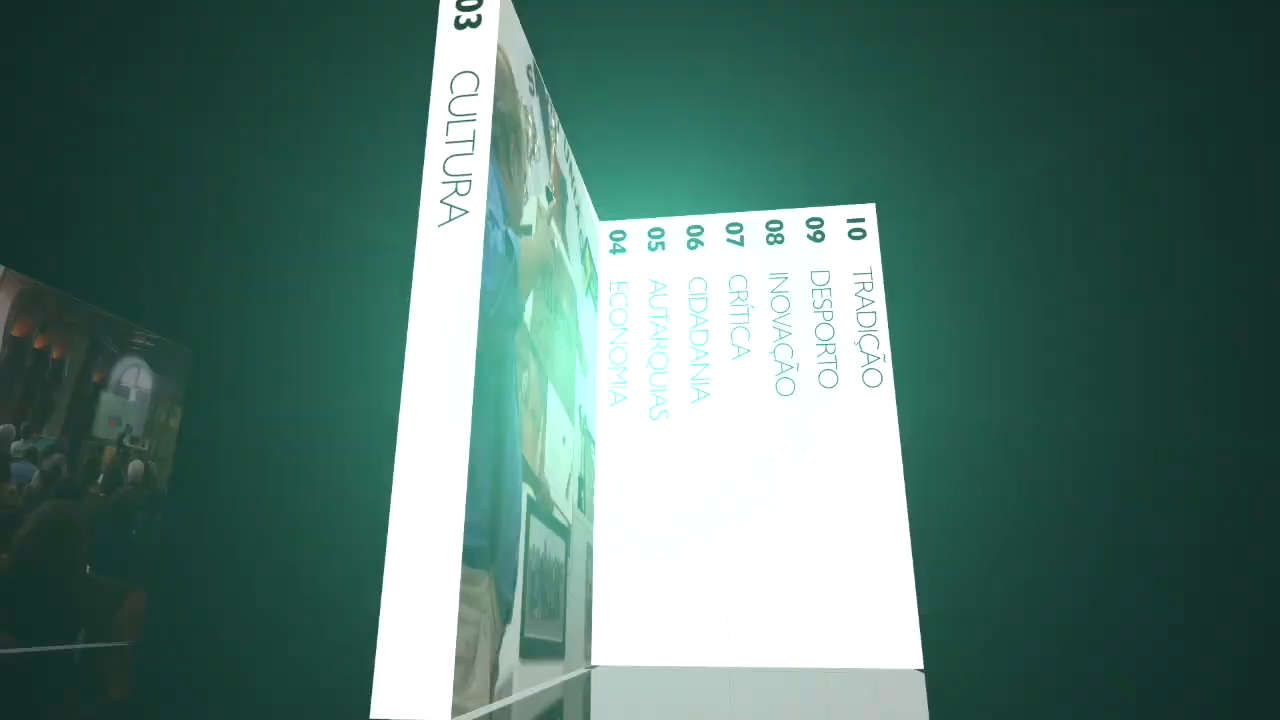 03 CULTURA
04 ECONOMIA
05 AUTARQUIAS
06 CIDADANIA
07 CRÍTICA
08 INOVAÇÃO
09 DESPORTO
10 TRADIÇÃO